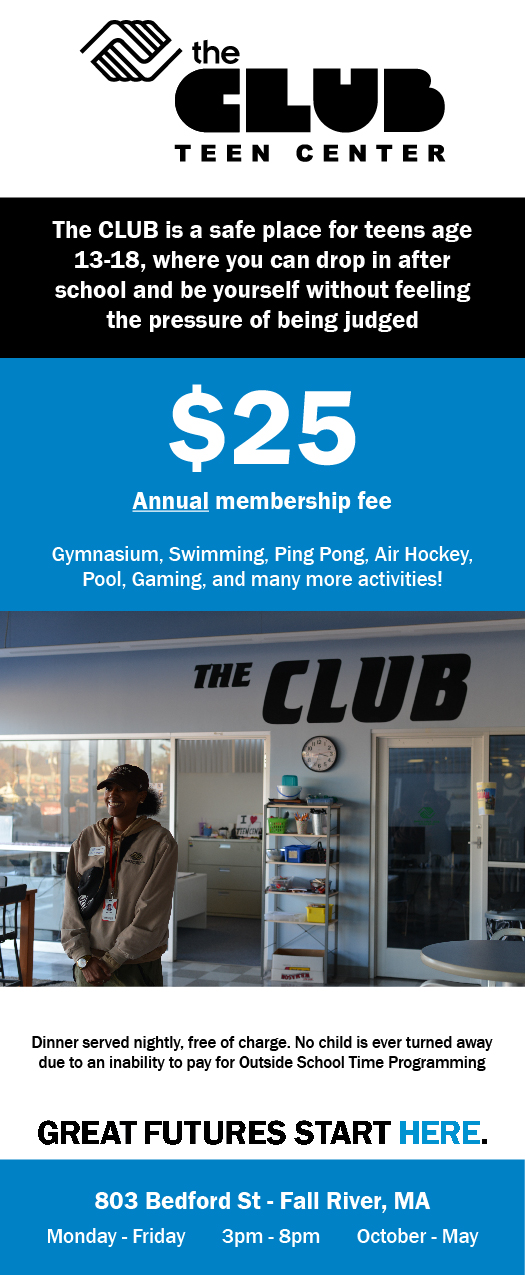 the
CLUB
TEEN CENTER
The CLUB is a safe place for teens age
13-18, where you can drop in after
school and be yourself without feeling
the pressure of being judged
$25
Annual membership fee
Gymnasium, Swimming, Ping Pong, Air Hockey,
Pool, Gaming, and many more activities!
THE CLUB
Dinner served nightly, free of charge. No child is ever turned away
due to an inability to pay for Outside School Time Programming
GREAT FUTURES START HERE.
803 Bedford St - Fall River, MA
Monday - Friday 3pm - 8pm October - May